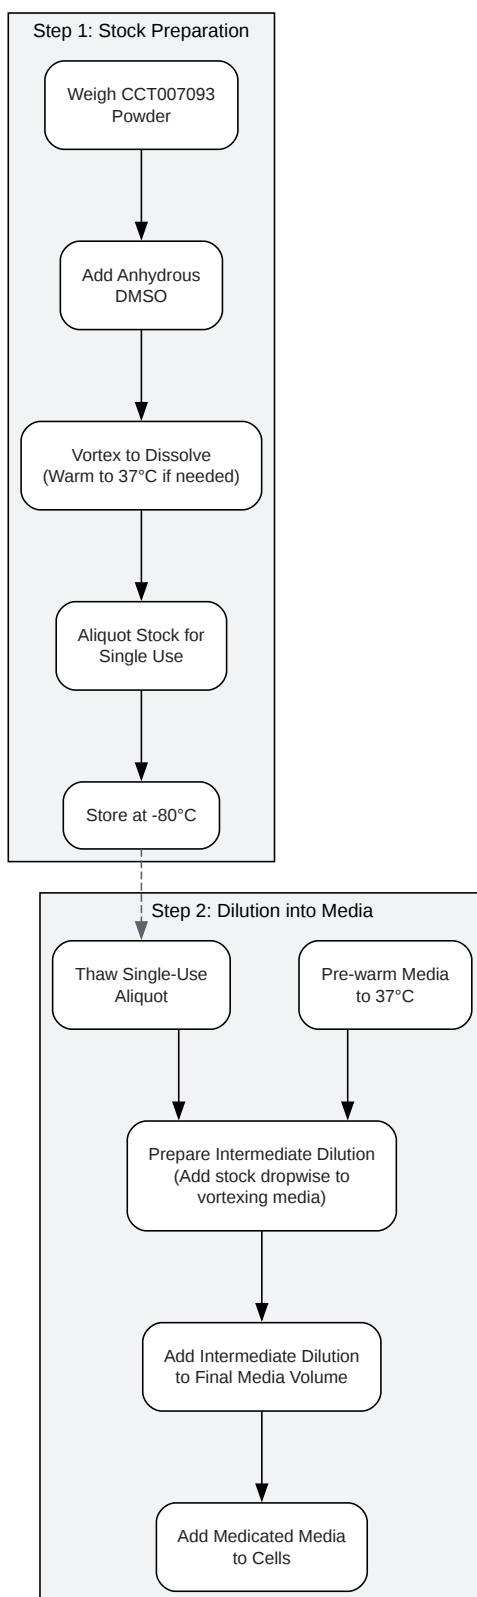 Step 1: Stock Preparation
Weigh CCT007093
Powder
Add Anhydrous
DMSO
Vortex to Dissolve
(Warm to 37°C if needed)
Aliquot Stock for
Single Use
Store at -80°C
Step 2: Dilution into Media
Thaw Single-Use
Aliquot
Pre-warm Media
to 37°C
Prepare Intermediate Dilution
(Add stock dropwise to
vortexing media)
Add Intermediate Dilution
to Final Media Volume
Add Medicated Media
to Cells